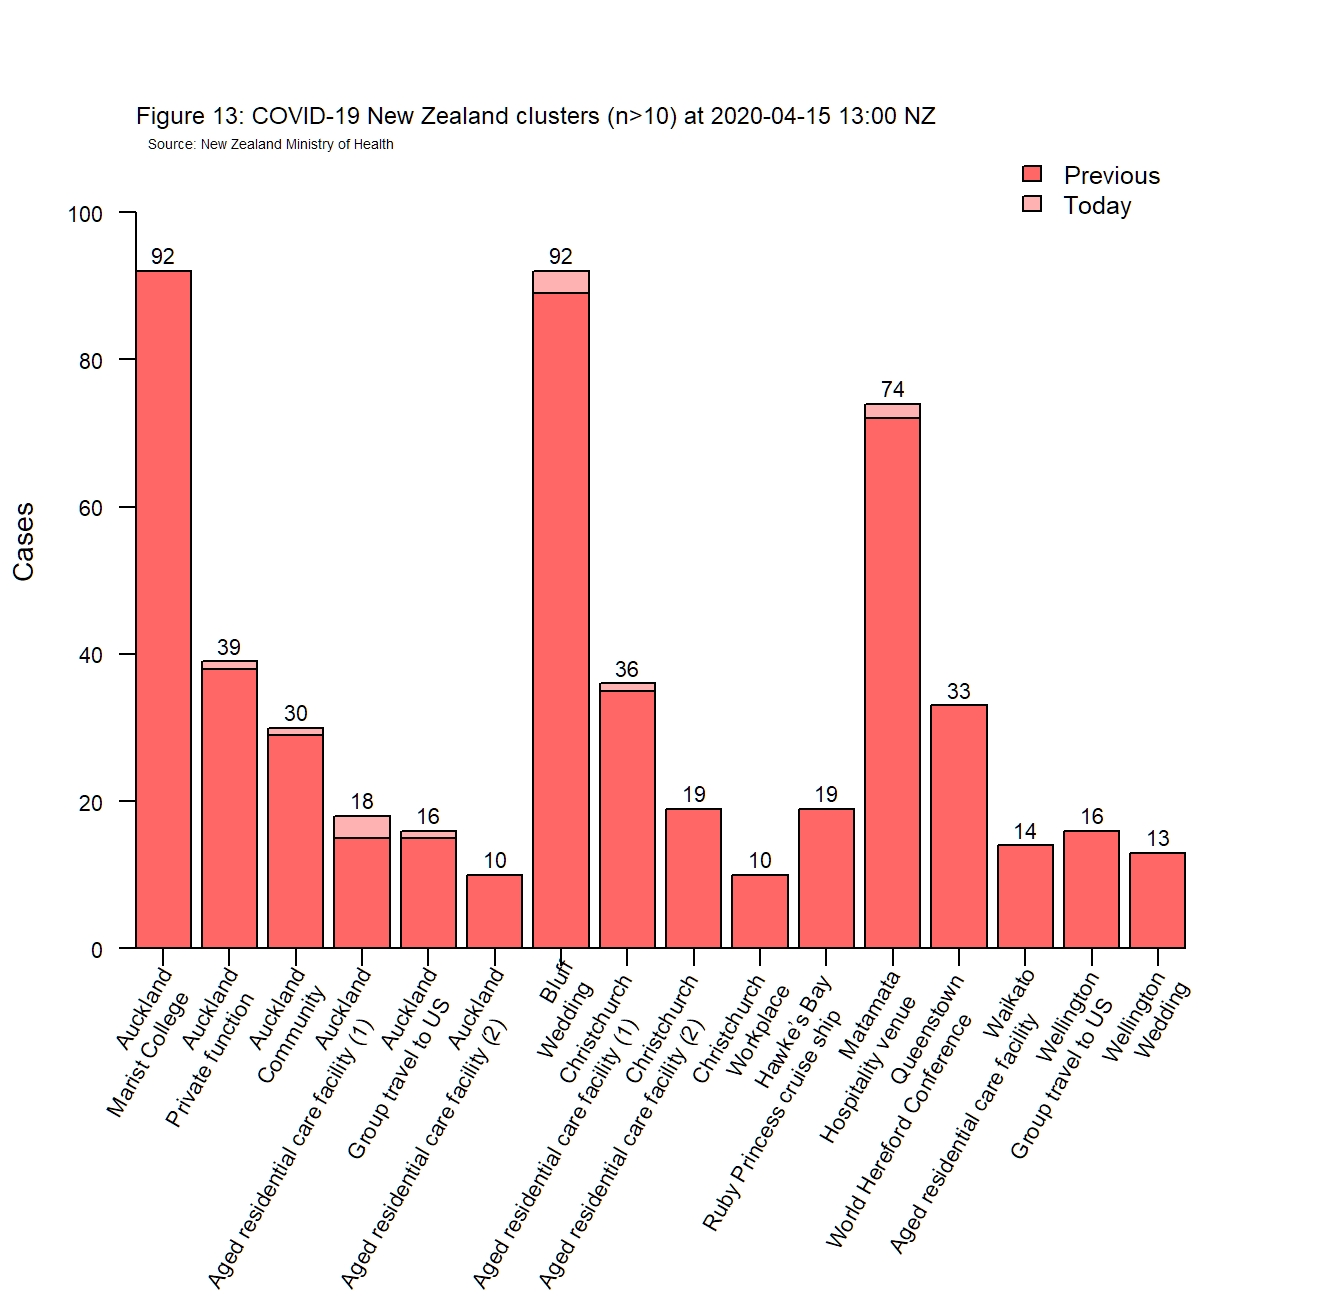 Figure 13: COVID-19 New Zealand clusters (n>10) at 2020-04-15 13:00 NZ
Source: New Zealand Ministry of Health
Previous
Today
Cases
100
80
60
40
20
0
92
39
30
18
16
10
92
36
19
10
19
74
33
14
16
13
Auckland
Marist College
Auckland
Private function
Auckland
Community
Auckland
Aged residential care facility (1)
Auckland
Group travel to US
Auckland
Aged residential care facility (2)
Bluff
Wedding
Christchurch
Aged residential care facility (1)
Christchurch
Aged residential care facility (2)
Christchurch
Workplace
Hawke's Bay
Ruby Princess cruise ship
Matamata
Hospitality venue
Queenstown
World Hereford Conference
Waikato
Aged residential care facility
Wellington
Group travel to US
Wellington
Wedding